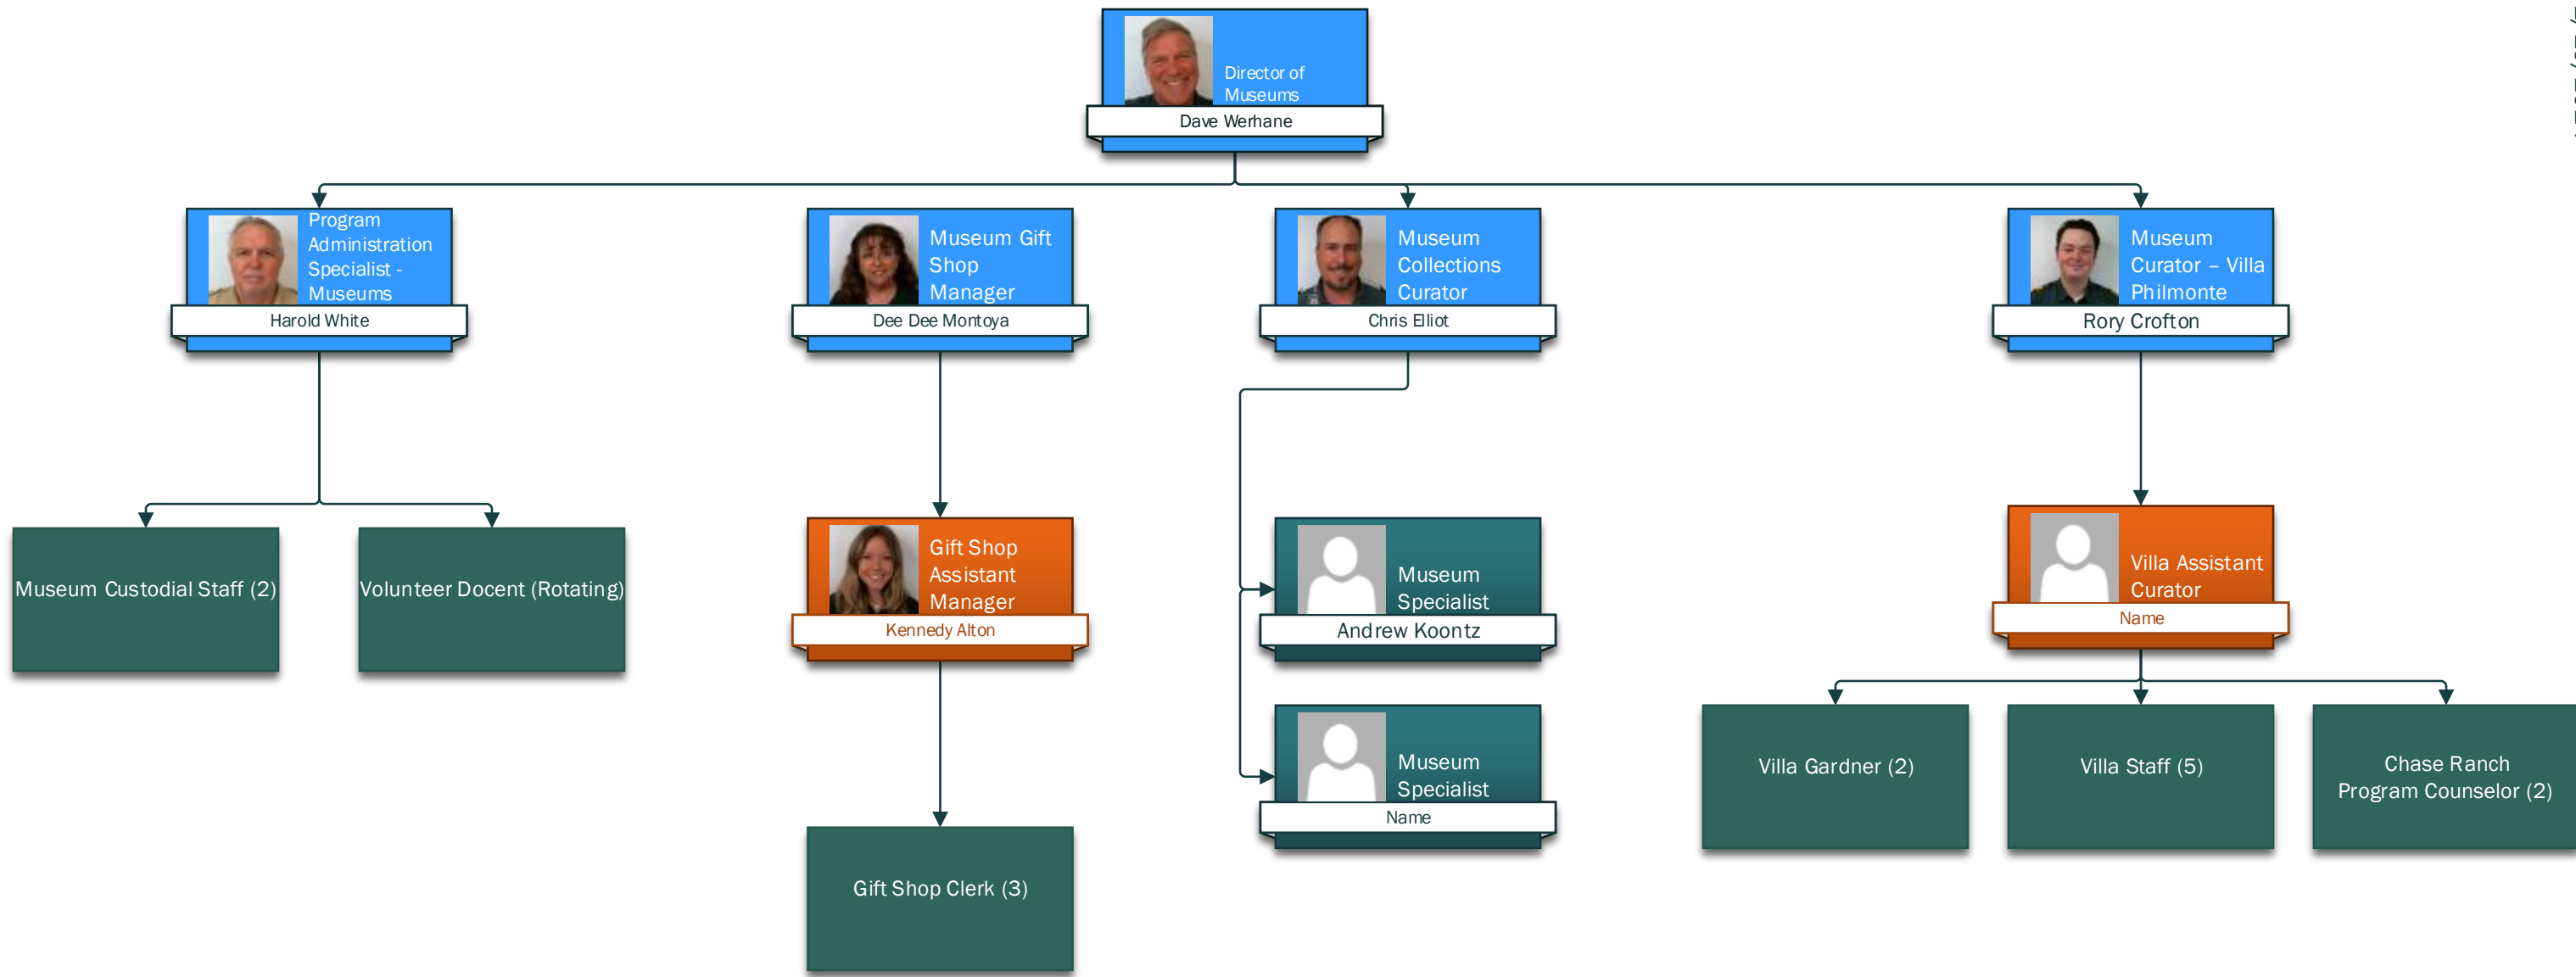 Director of
Museums
Dave Werhane
Program
Administration
Specialist -
Museums
Harold White
Museum Gift
Shop
Manager
Dee Dee Montoya
Museum
Collections
Curator
Chris Elliot
Museum
Curator – Villa
Philmonte
Rory Crofton
Museum Custodial Staff (2)
Volunteer Docent (Rotating)
Gift Shop
Assistant
Manager
Kennedy Alton
Museum
Specialist
Andrew Koontz
Villa Assistant
Curator
Name
Museum
Specialist
Name
Villa Gardner (2)
Villa Staff (5)
Chase Ranch
Program Counselor (2)
Gift Shop Clerk (3)